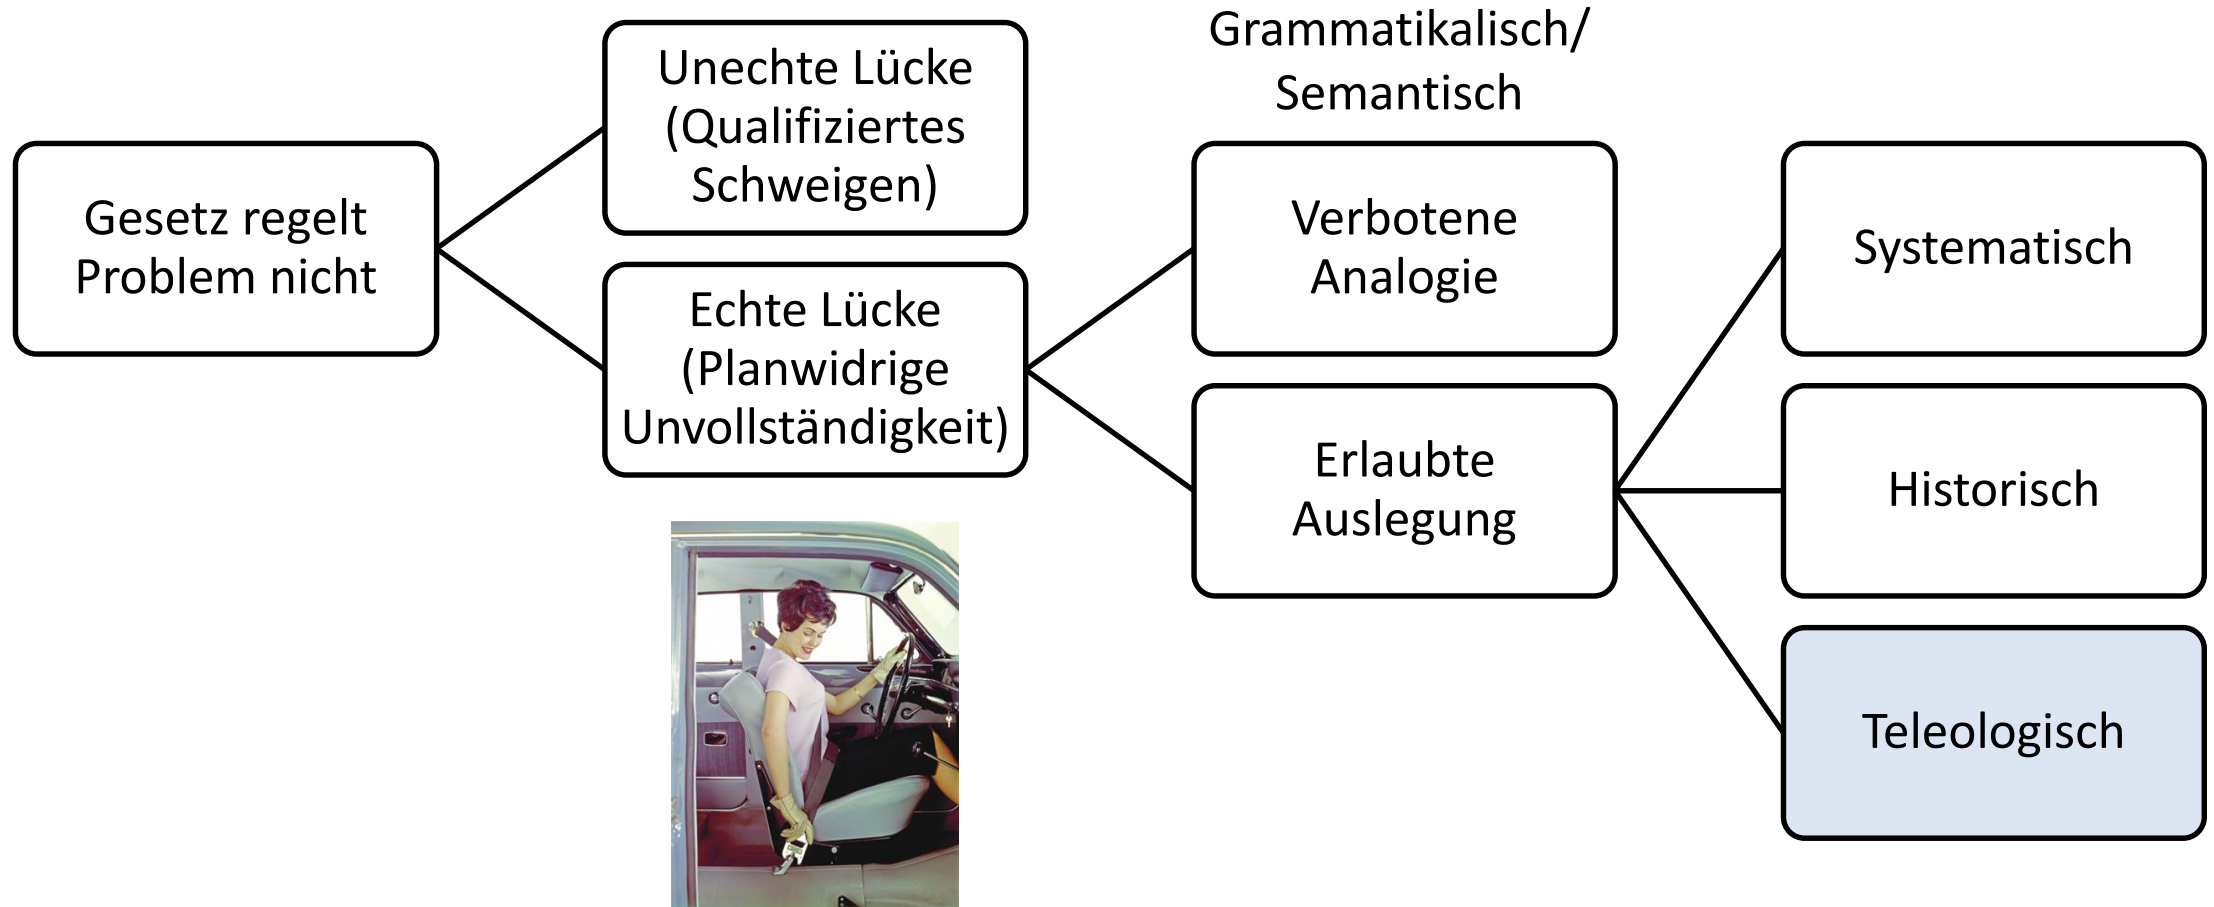 Gesetz regelt
Problem nicht
Unechte Lücke
(Qualifiziertes
Schweigen)
Echte Lücke
(Planwidrige
Unvollständigkeit)
Grammatikalisch/
Semantisch
Verbotene
Analogie
Erlaubte
Auslegung
Systematisch
Historisch
Teleologisch